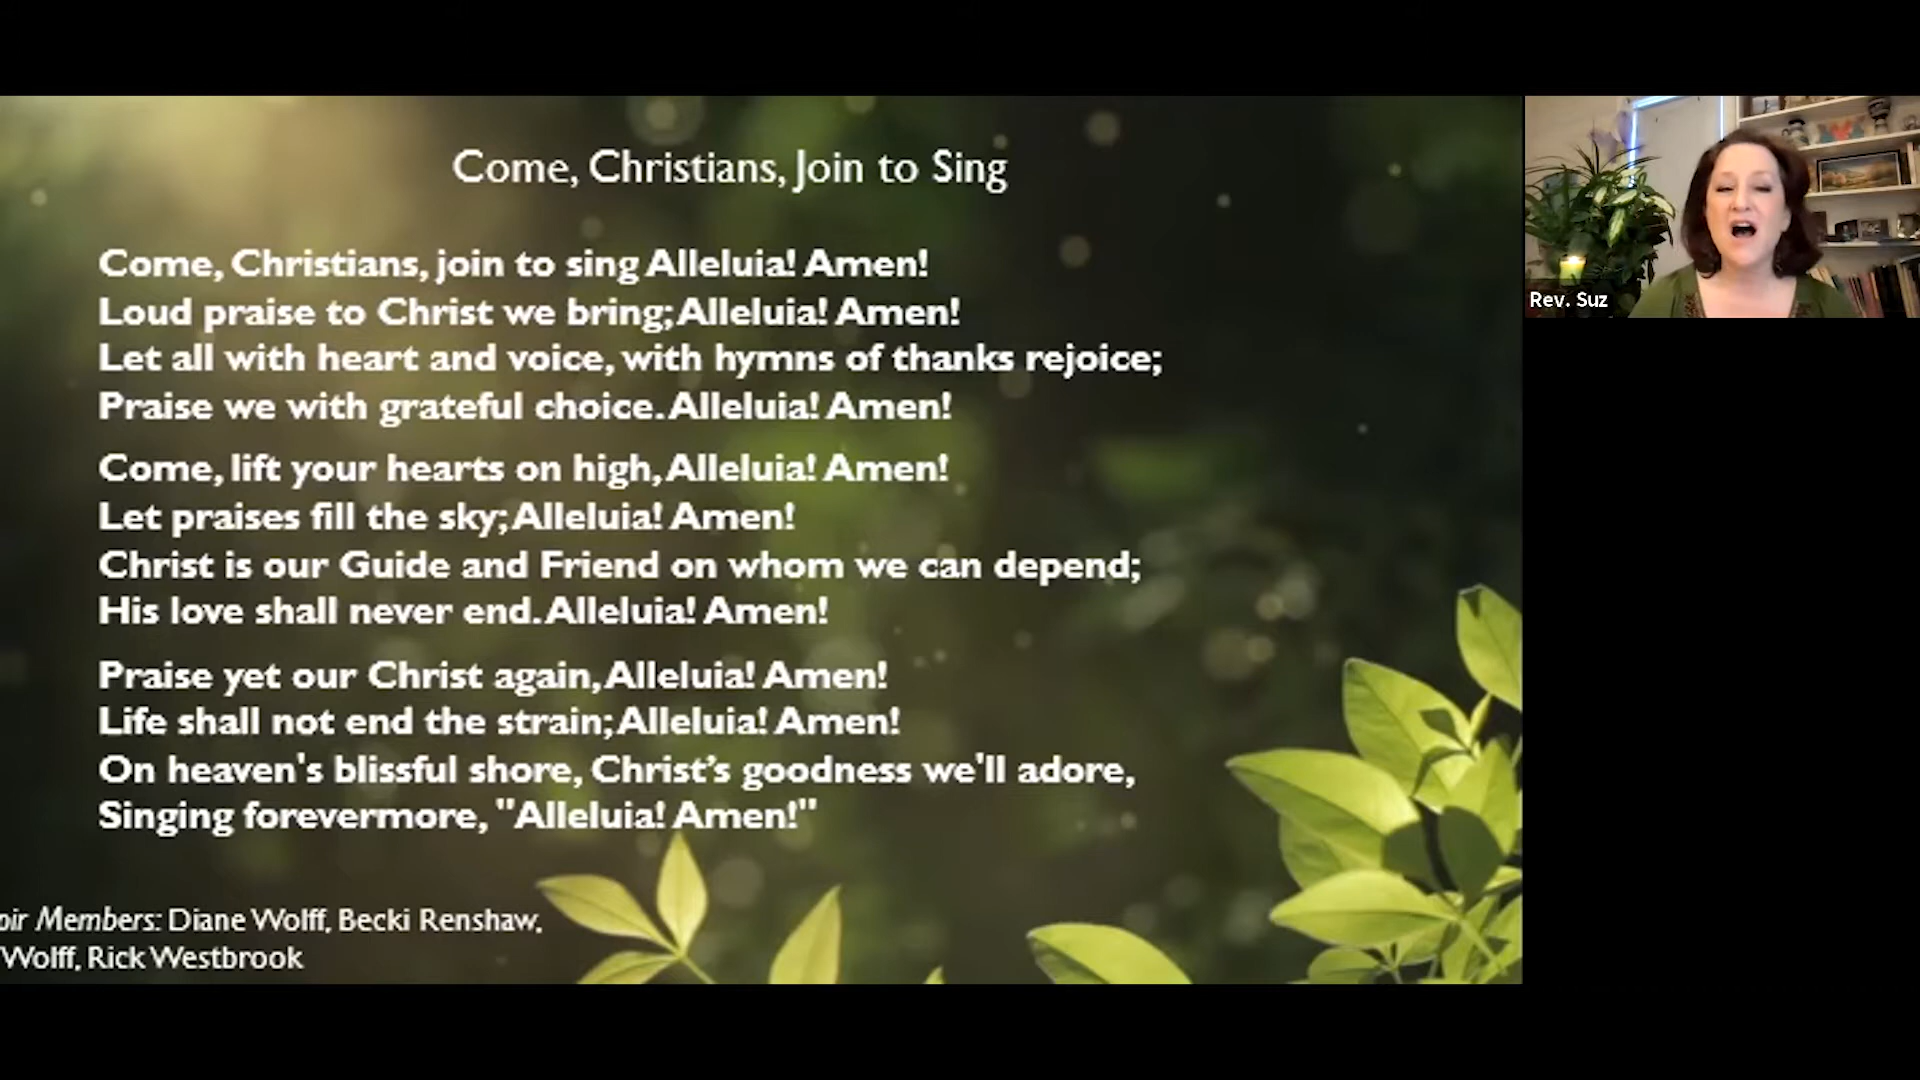 Come, Christians, Join to Sing
Come, Christians, join to sing Alleluia! Amen!
Loud praise to Christ we bring; Alleluia! Amen!
Let all with heart and voice, with hymns of thanks rejoice;
Praise we with grateful choice. Alleluia! Amen!
Come, lift your hearts on high, Alleluia! Amen!
Let praises fill the sky; Alleluia! Amen!
Christ is our Guide and Friend on whom we can depend;
His love shall never end. Alleluia! Amen!
Praise yet our Christ again, Alleluia! Amen!
Life shall not end the strain; Alleluia! Amen!
On heaven's blissful shore, Christ’s goodness we'll adore,
Singing forevermore, "Alleluia! Amen!"
oir Members: Diane Wolff, Becki Renshaw,
Wolff, Rick Westbrook
Rev. Suz